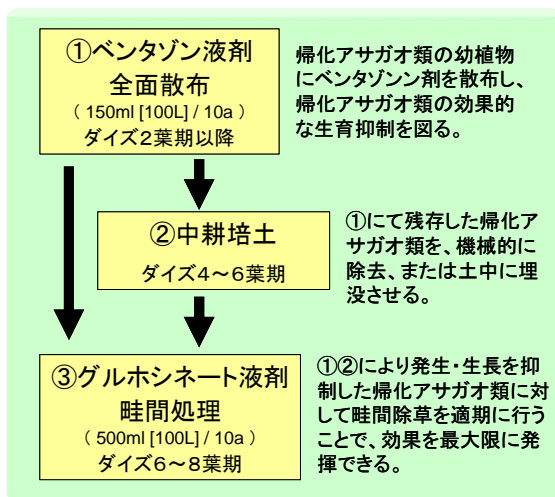 ①ベンタゾン液剤
全面散布
( 150ml [100L] / 10a )
ダイズ2葉期以降
帰化アサガオ類の幼植物
にベンタゾンン剤を散布し、
帰化アサガオ類の効果的
な生育抑制を図る。
②中耕培土
ダイズ4~6葉期
①にて残存した帰化ア
サガオ類を、機械的に
除去、または土中に埋
没させる。
③グルホシネート液剤
畦間処理
( 500ml [100L] / 10a )
ダイズ6~8葉期
①②により発生・生長を抑
制した帰化アサガオ類に対
して畦間除草を適期に行う
ことで、効果を最大限に発
揮できる。